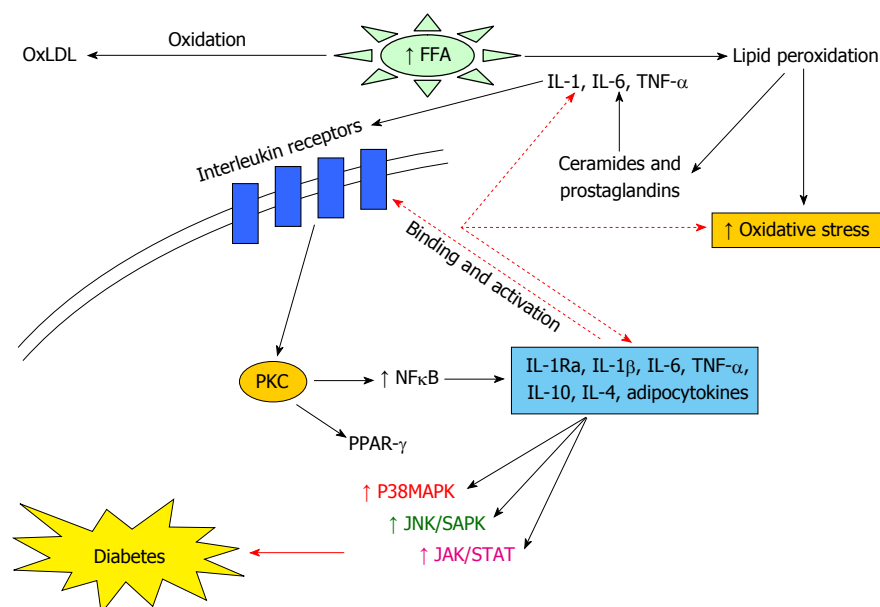 OxLDL
Oxidation
↑ FFA
Lipid peroxidation
IL-1, IL-6, TNF-α
Interleukin receptors
Ceramides and
prostaglandins
↑ Oxidative stress
Binding and activation
PKC
↑ NFκB
IL-1Ra, IL-1β, IL-6, TNF-α,
IL-10, IL-4, adipocytokines
PPAR-γ
↑ P38MAPK
↑ JNK/SAPK
↑ JAK/STAT
Diabetes